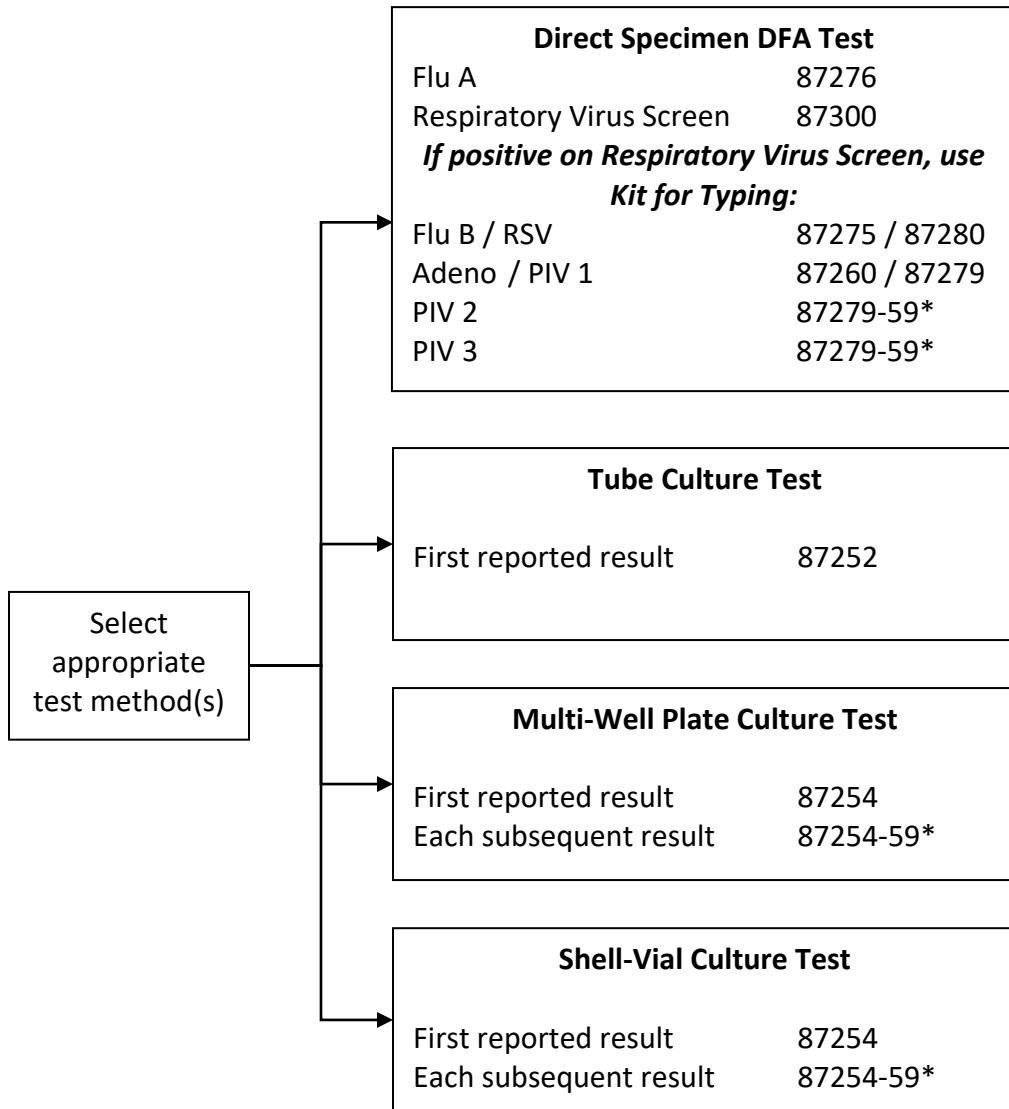 Direct Specimen DFA Test
Flu A 87276
Respiratory Virus Screen 87300
If positive on Respiratory Virus Screen, use
Kit for Typing:
Flu B / RSV 87275 / 87280
Adeno / PIV 1 87260 / 87279
PIV 2 87279-59*
PIV 3 87279-59*
Tube Culture Test
First reported result 87252
Select
appropriate
test method(s)
Multi-Well Plate Culture Test
First reported result 87254
Each subsequent result 87254-59*
Shell-Vial Culture Test
First reported result 87254
Each subsequent result 87254-59*